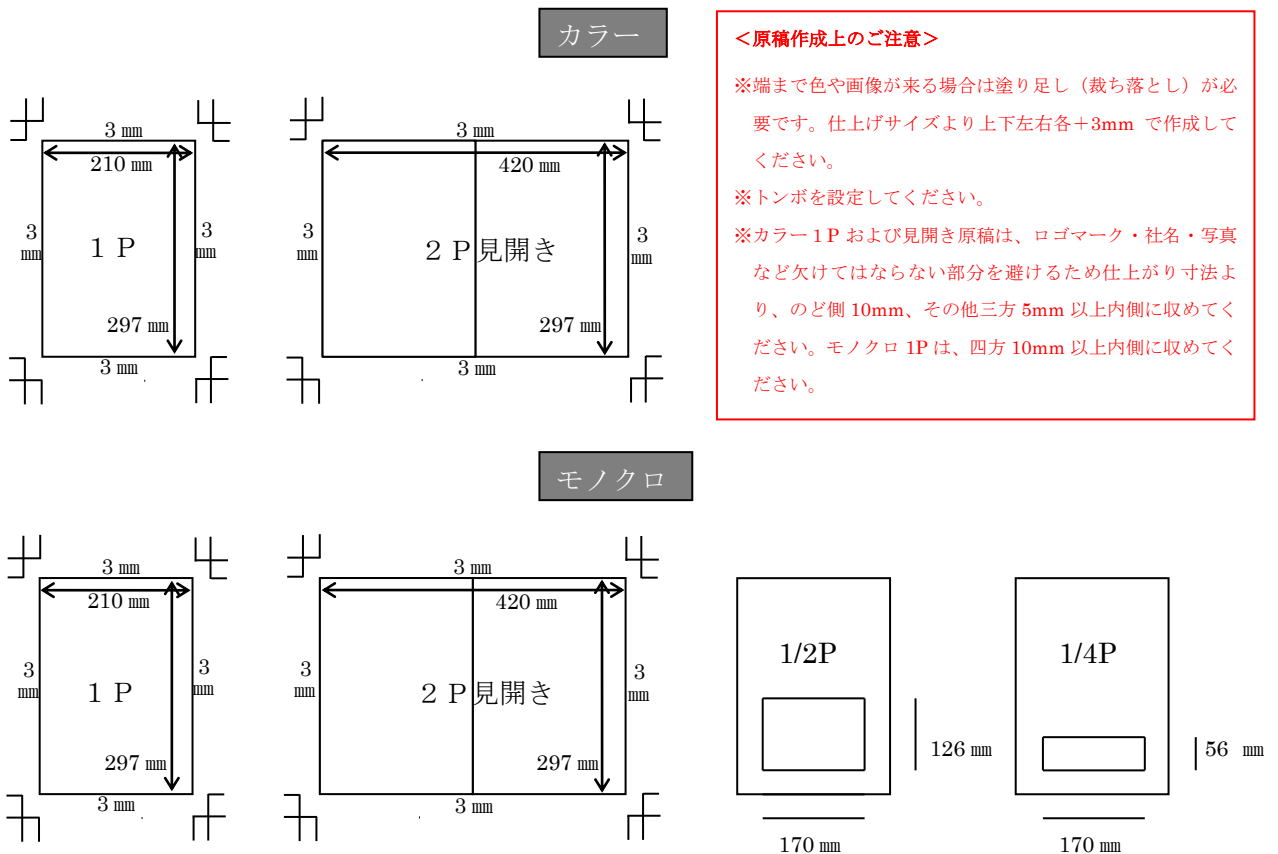 カラー
＜原稿作成上のご注意＞
※端まで色や画像が来る場合は塗り足し（裁ち落とし）が必
要です。仕上げサイズより上下左右各＋3mm で作成して
ください。
※トンボを設定してください。
※カラー１P および見開き原稿は、ロゴマーク・社名・写真
など欠けてはならない部分を避けるため仕上がり寸法よ
り、のど側 10mm、その他三方 5mm 以上内側に収めてく
ださい。モノクロ 1P は、四方 10mm 以上内側に収めてく
ださい。
3 ㎜
210 ㎜
3
㎜
１Ｐ
3
㎜
297 ㎜
3 ㎜
3 ㎜
420 ㎜
3
㎜
２Ｐ見開き
3
㎜
297 ㎜
3 ㎜
モノクロ
3 ㎜
210 ㎜
3
㎜
１Ｐ
3
㎜
297 ㎜
3 ㎜
3 ㎜
420 ㎜
3
㎜
２Ｐ見開き
3
㎜
297 ㎜
3 ㎜
1/2P
126 ㎜
170 ㎜
1/4P
56 ㎜
170 ㎜